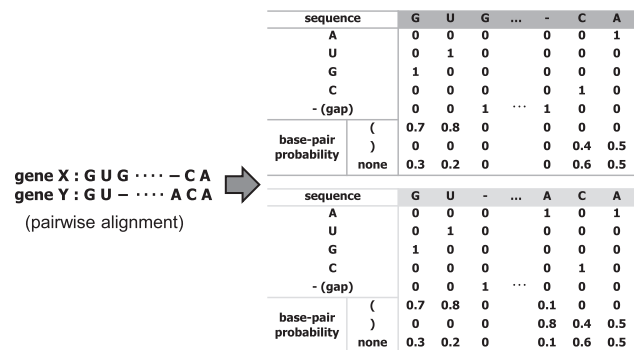 gene X : G U G ···· – C A
gene Y : G U – ···· A C A
(pairwise alignment)
sequence G U G ... - C A
A 0 0 0 0 0 1
U 0 1 0 0 0 0
G 1 0 0 0 0 0
C 0 0 0 0 1 0
- (gap) 0 0 1 ··· 1 0 0
base-pair probability
( 0.7 0.8 0 0 0 0
) 0 0 0 0 0.4 0.5
none 0.3 0.2 0 0 0.6 0.5
sequence G U - ... A C A
A 0 0 0 1 0 1
U 0 1 0 0 0 0
G 1 0 0 0 0 0
C 0 0 0 0 1 0
- (gap) 0 0 1 ··· 0 0 0
base-pair probability
( 0.7 0.8 0 0.1 0 0
) 0 0 0 0.8 0.4 0.5
none 0.3 0.2 0 0.1 0.6 0.5